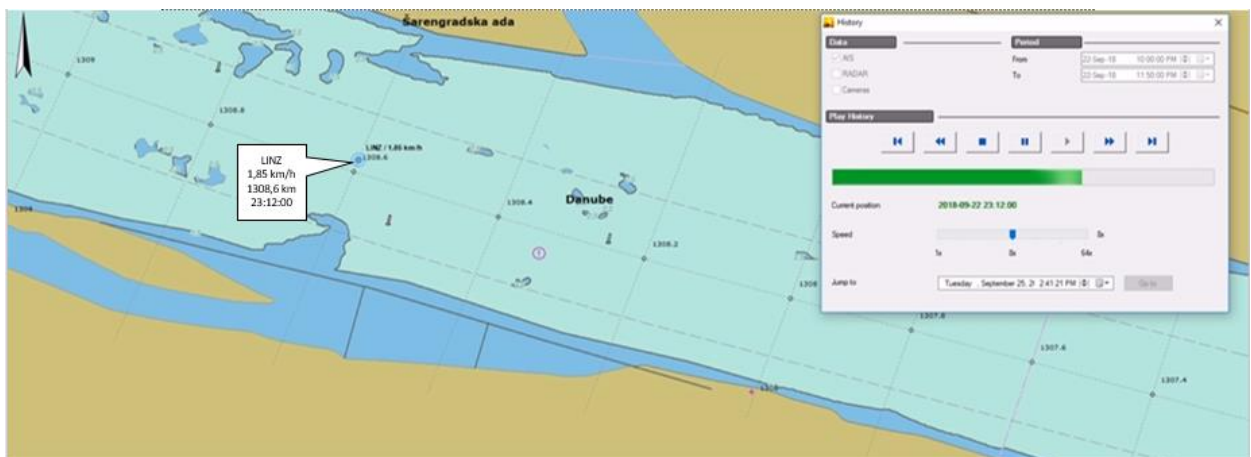 Šarengradska ada
1309
1308.8
LINZ / 1,85 km/h
1308.6
LINZ
1,85 km/h
1308,6 km
23:12:00
1308.4
Danube
1308.2
1308
1307.8
1307.6
1307.4
1309
1308
History
Data
Period
AIS
RADAR
Cameras
From
22-Sep-18 10:00:00 PM
To
22-Sep-18 11:50:00 PM
Play History
Current position
2018-09-22 23:12:00
Speed
8x
1x
8x
64x
Jump to
Tuesday , September 25, 2 2:41:21 PM
Go to